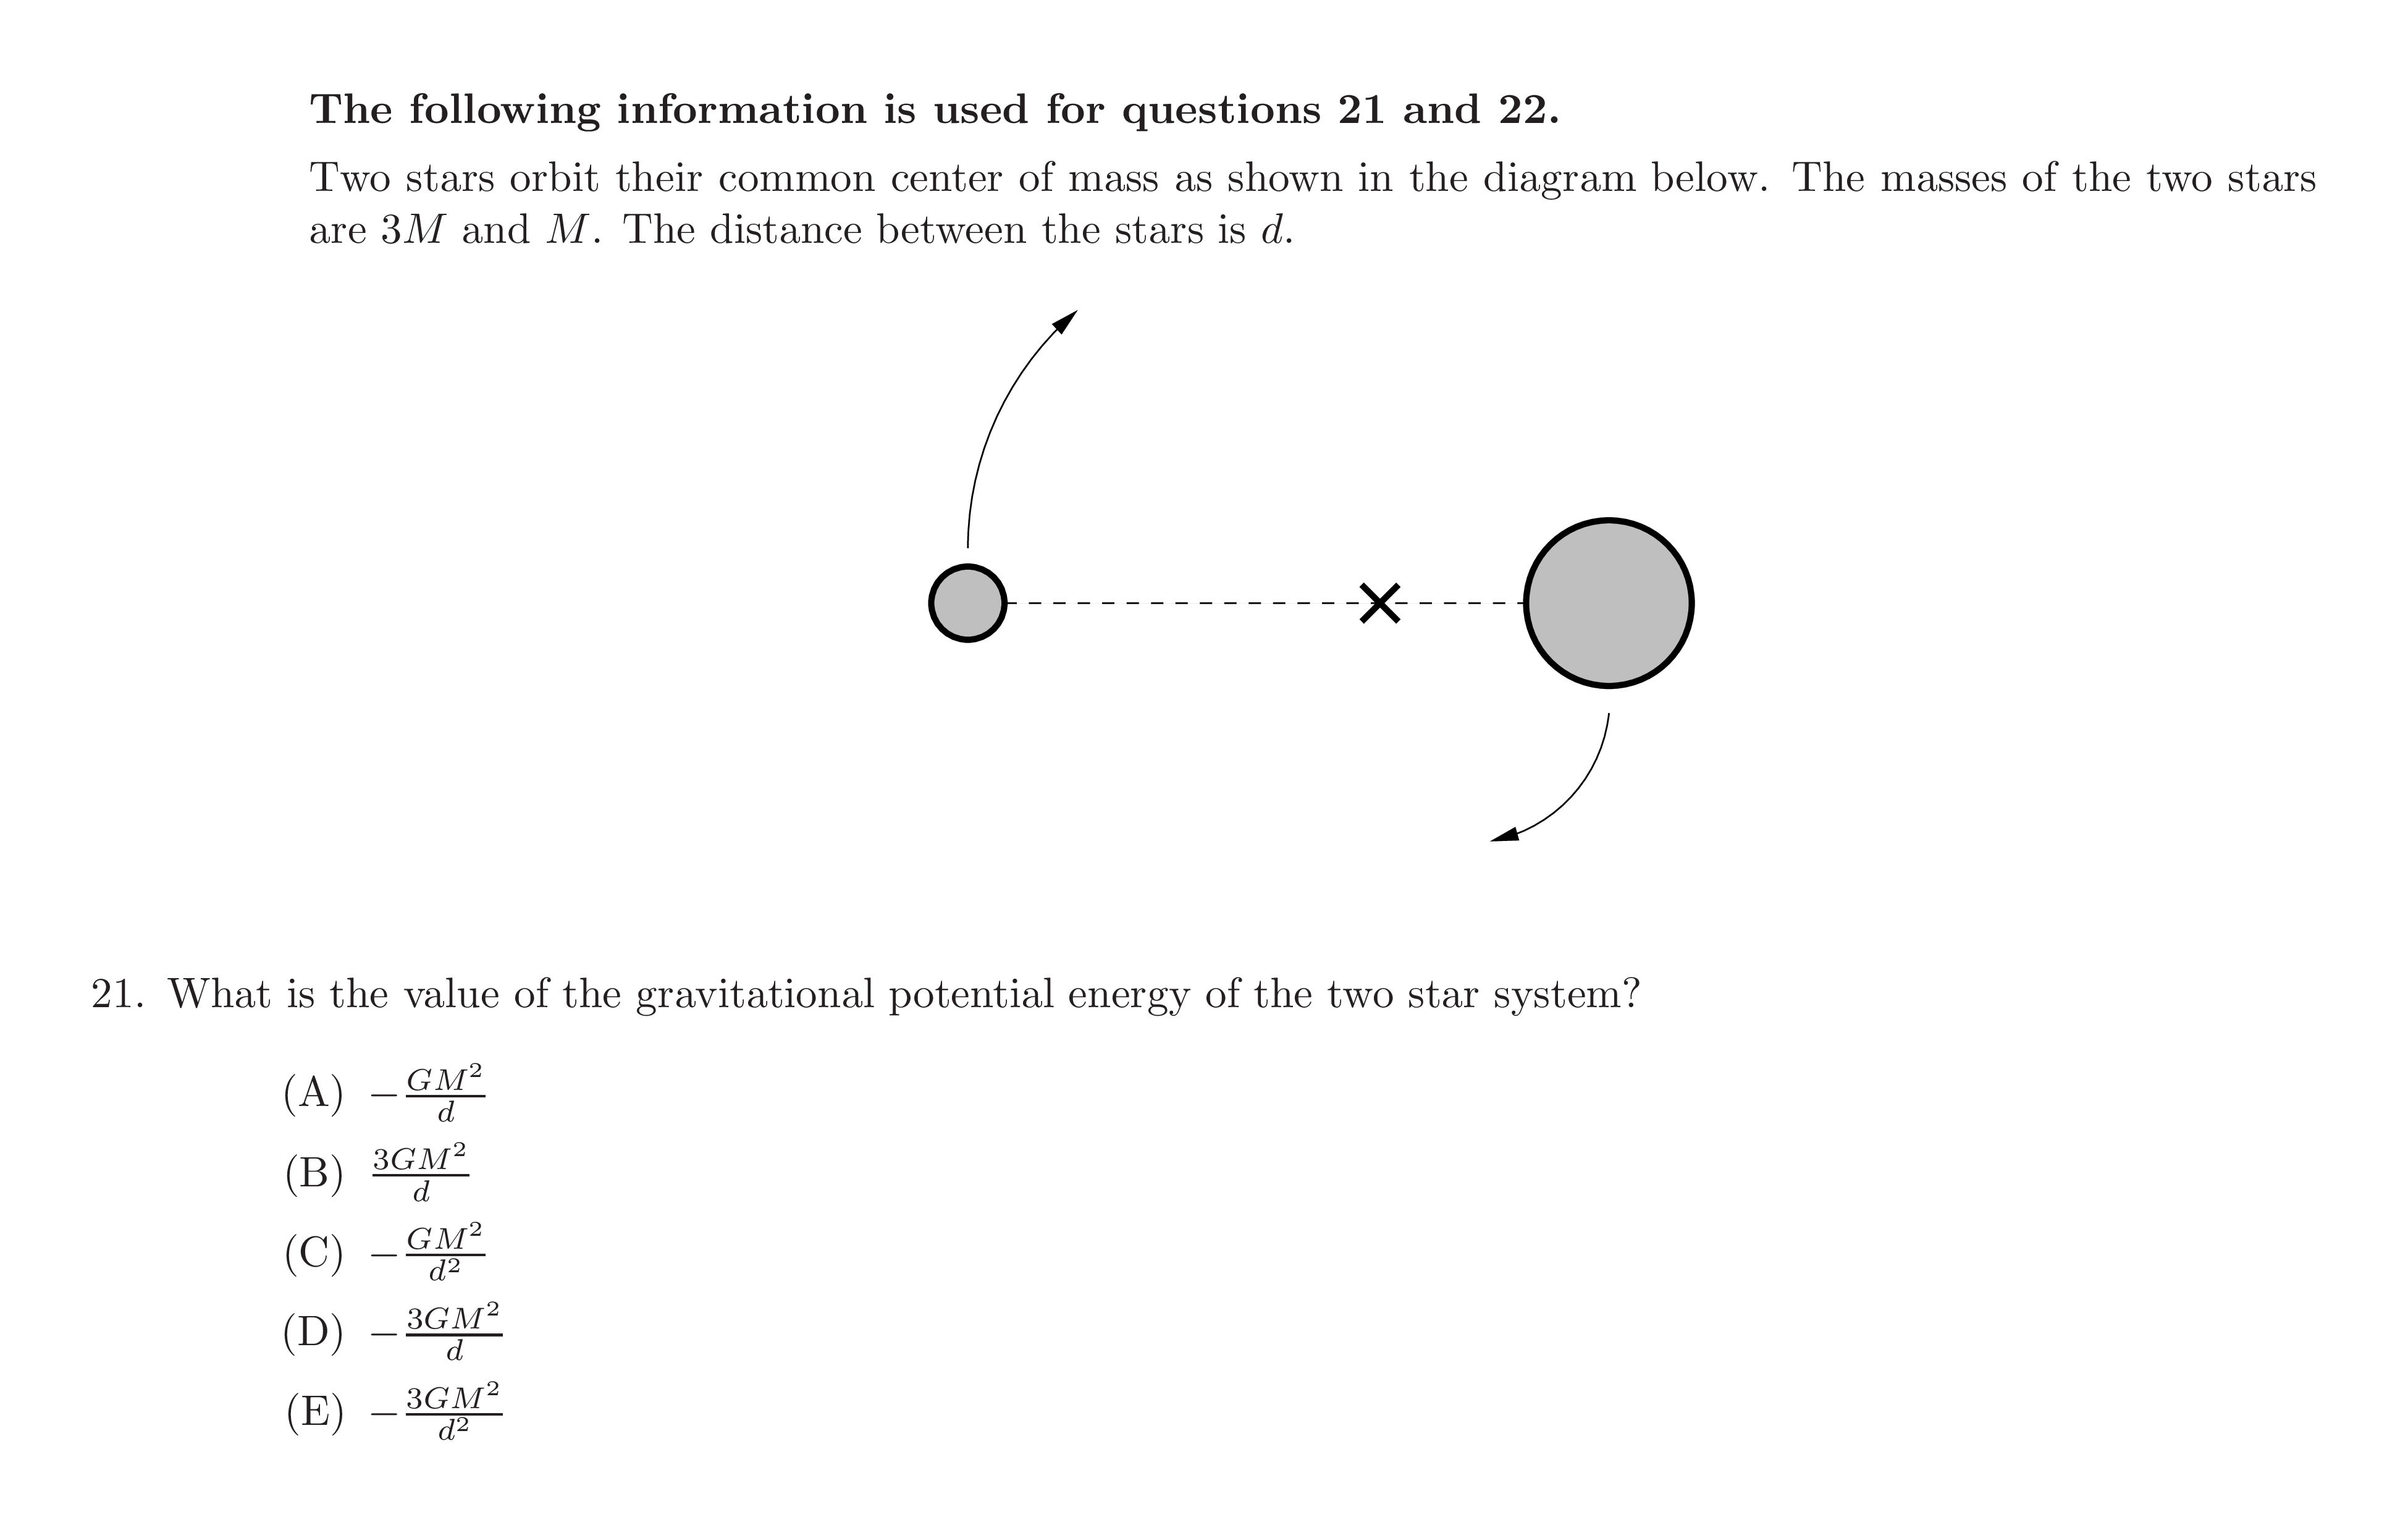 The following information is used for questions 21 and 22.
Two stars orbit their common center of mass as shown in the diagram below. The masses of the two stars
are 3M and M. The distance between the stars is d.
21. What is the value of the gravitational potential energy of the two star system?
(A) −\frac{GM^2}{d}
(B) \frac{3GM^2}{d}
(C) −\frac{GM^2}{d^2}
(D) −\frac{3GM^2}{d}
(E) −\frac{3GM^2}{d^2}